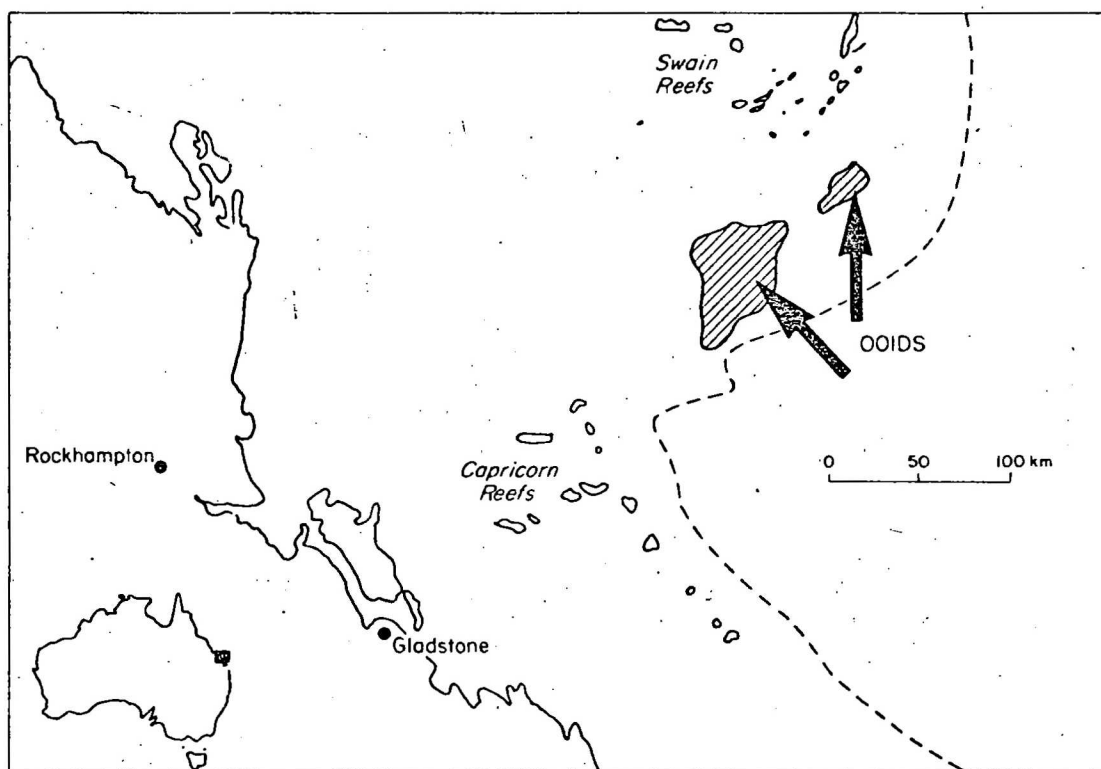 Swain
Reefs
OOIDS
Rockhampton
0 50 100 km
Capricorn
Reefs
Gladstone